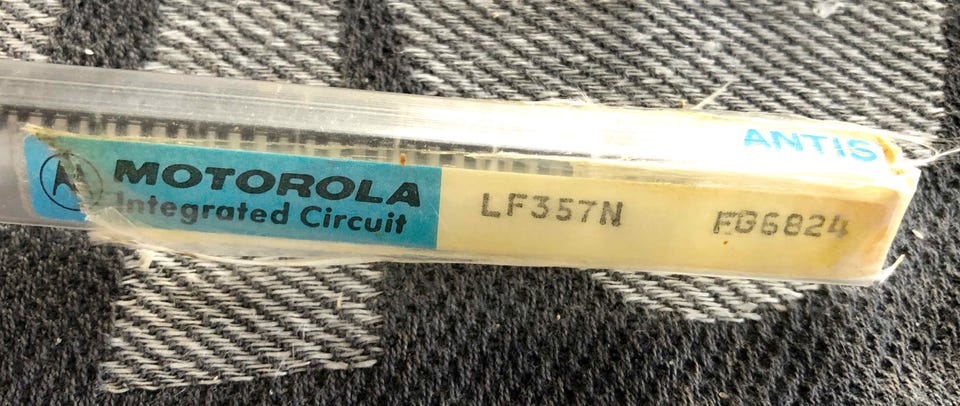 ANTIS
MOTOROLA
Integrated Circuit
LF357N FG6824